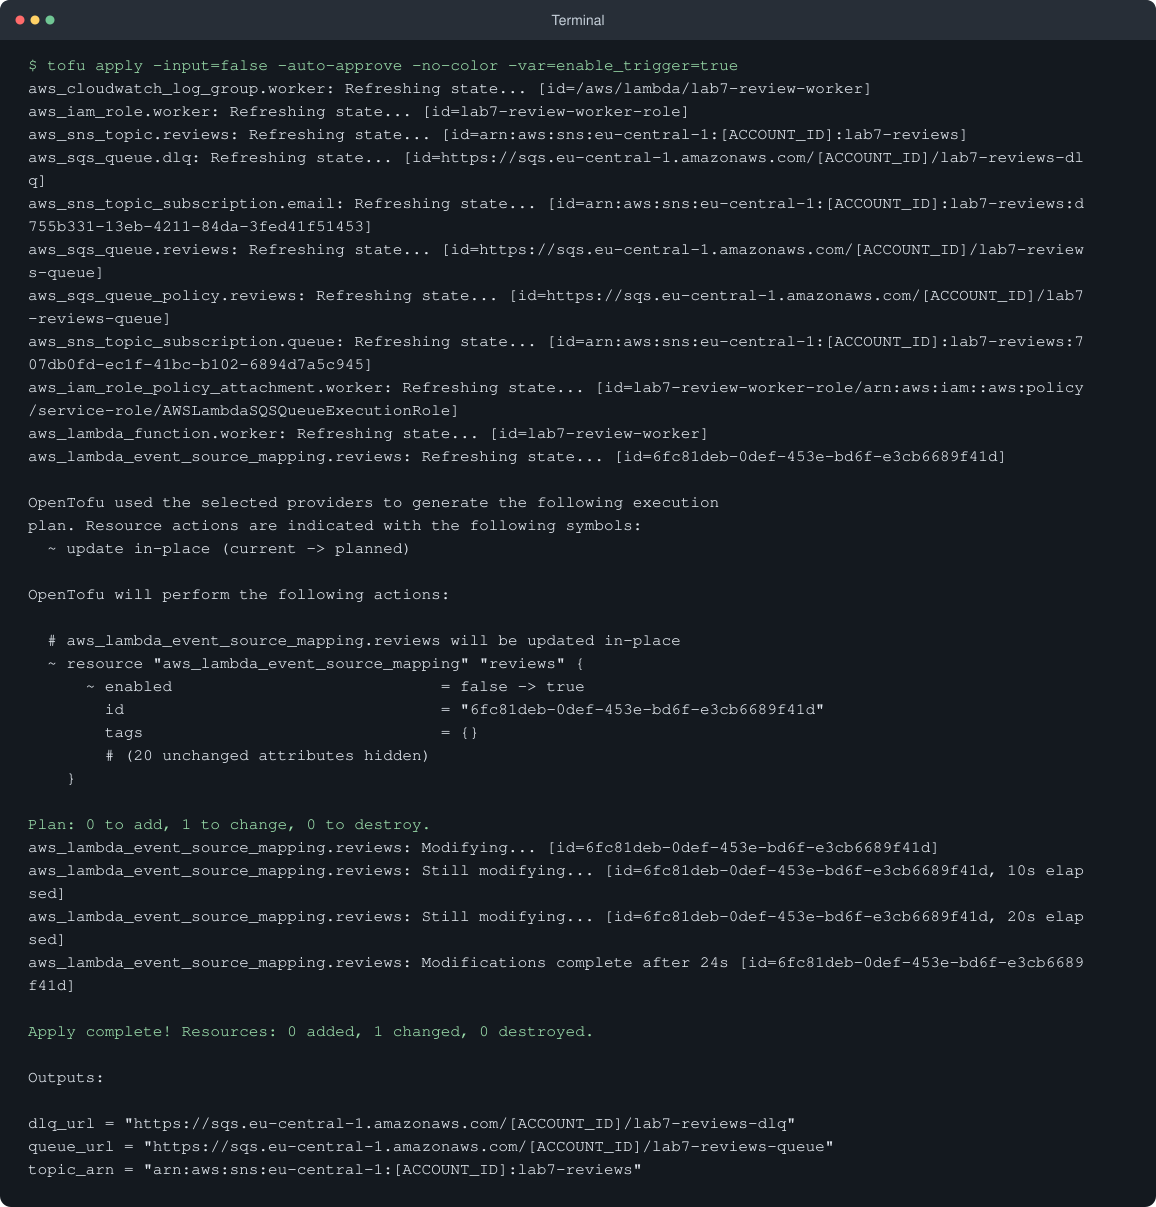 Terminal
$ tofu apply -input=false -auto-approve -no-color -var=enable_trigger=true
aws_cloudwatch_log_group.worker: Refreshing state... [id=/aws/lambda/lab7-review-worker]
aws_iam_role.worker: Refreshing state... [id=lab7-review-worker-role]
aws_sns_topic.reviews: Refreshing state... [id=arn:aws:sns:eu-central-1:[ACCOUNT_ID]:lab7-reviews]
aws_sqs_queue.dlq: Refreshing state... [id=https://sqs.eu-central-1.amazonaws.com/[ACCOUNT_ID]/lab7-reviews-dl
q]
aws_sns_topic_subscription.email: Refreshing state... [id=arn:aws:sns:eu-central-1:[ACCOUNT_ID]:lab7-reviews:d
755b331-13eb-4211-84da-3fed41f51453]
aws_sqs_queue.reviews: Refreshing state... [id=https://sqs.eu-central-1.amazonaws.com/[ACCOUNT_ID]/lab7-review
s-queue]
aws_sqs_queue_policy.reviews: Refreshing state... [id=https://sqs.eu-central-1.amazonaws.com/[ACCOUNT_ID]/lab7
-reviews-queue]
aws_sns_topic_subscription.queue: Refreshing state... [id=arn:aws:sns:eu-central-1:[ACCOUNT_ID]:lab7-reviews:7
07db0fd-ec1f-41bc-b102-6894d7a5c945]
aws_iam_role_policy_attachment.worker: Refreshing state... [id=lab7-review-worker-role/arn:aws:iam::aws:policy
/service-role/AWSLambdaSQSQueueExecutionRole]
aws_lambda_function.worker: Refreshing state... [id=lab7-review-worker]
aws_lambda_event_source_mapping.reviews: Refreshing state... [id=6fc81deb-0def-453e-bd6f-e3cb6689f41d]

OpenTofu used the selected providers to generate the following execution
plan. Resource actions are indicated with the following symbols:
  ~ update in-place (current -> planned)

OpenTofu will perform the following actions:

  # aws_lambda_event_source_mapping.reviews will be updated in-place
  ~ resource "aws_lambda_event_source_mapping" "reviews" {
      ~ enabled                            = false -> true
        id                                 = "6fc81deb-0def-453e-bd6f-e3cb6689f41d"
        tags                               = {}
        # (20 unchanged attributes hidden)
    }

Plan: 0 to add, 1 to change, 0 to destroy.
aws_lambda_event_source_mapping.reviews: Modifying... [id=6fc81deb-0def-453e-bd6f-e3cb6689f41d]
aws_lambda_event_source_mapping.reviews: Still modifying... [id=6fc81deb-0def-453e-bd6f-e3cb6689f41d, 10s elap
sed]
aws_lambda_event_source_mapping.reviews: Still modifying... [id=6fc81deb-0def-453e-bd6f-e3cb6689f41d, 20s elap
sed]
aws_lambda_event_source_mapping.reviews: Modifications complete after 24s [id=6fc81deb-0def-453e-bd6f-e3cb6689
f41d]

Apply complete! Resources: 0 added, 1 changed, 0 destroyed.

Outputs:

dlq_url = "https://sqs.eu-central-1.amazonaws.com/[ACCOUNT_ID]/lab7-reviews-dlq"
queue_url = "https://sqs.eu-central-1.amazonaws.com/[ACCOUNT_ID]/lab7-reviews-queue"
topic_arn = "arn:aws:sns:eu-central-1:[ACCOUNT_ID]:lab7-reviews"